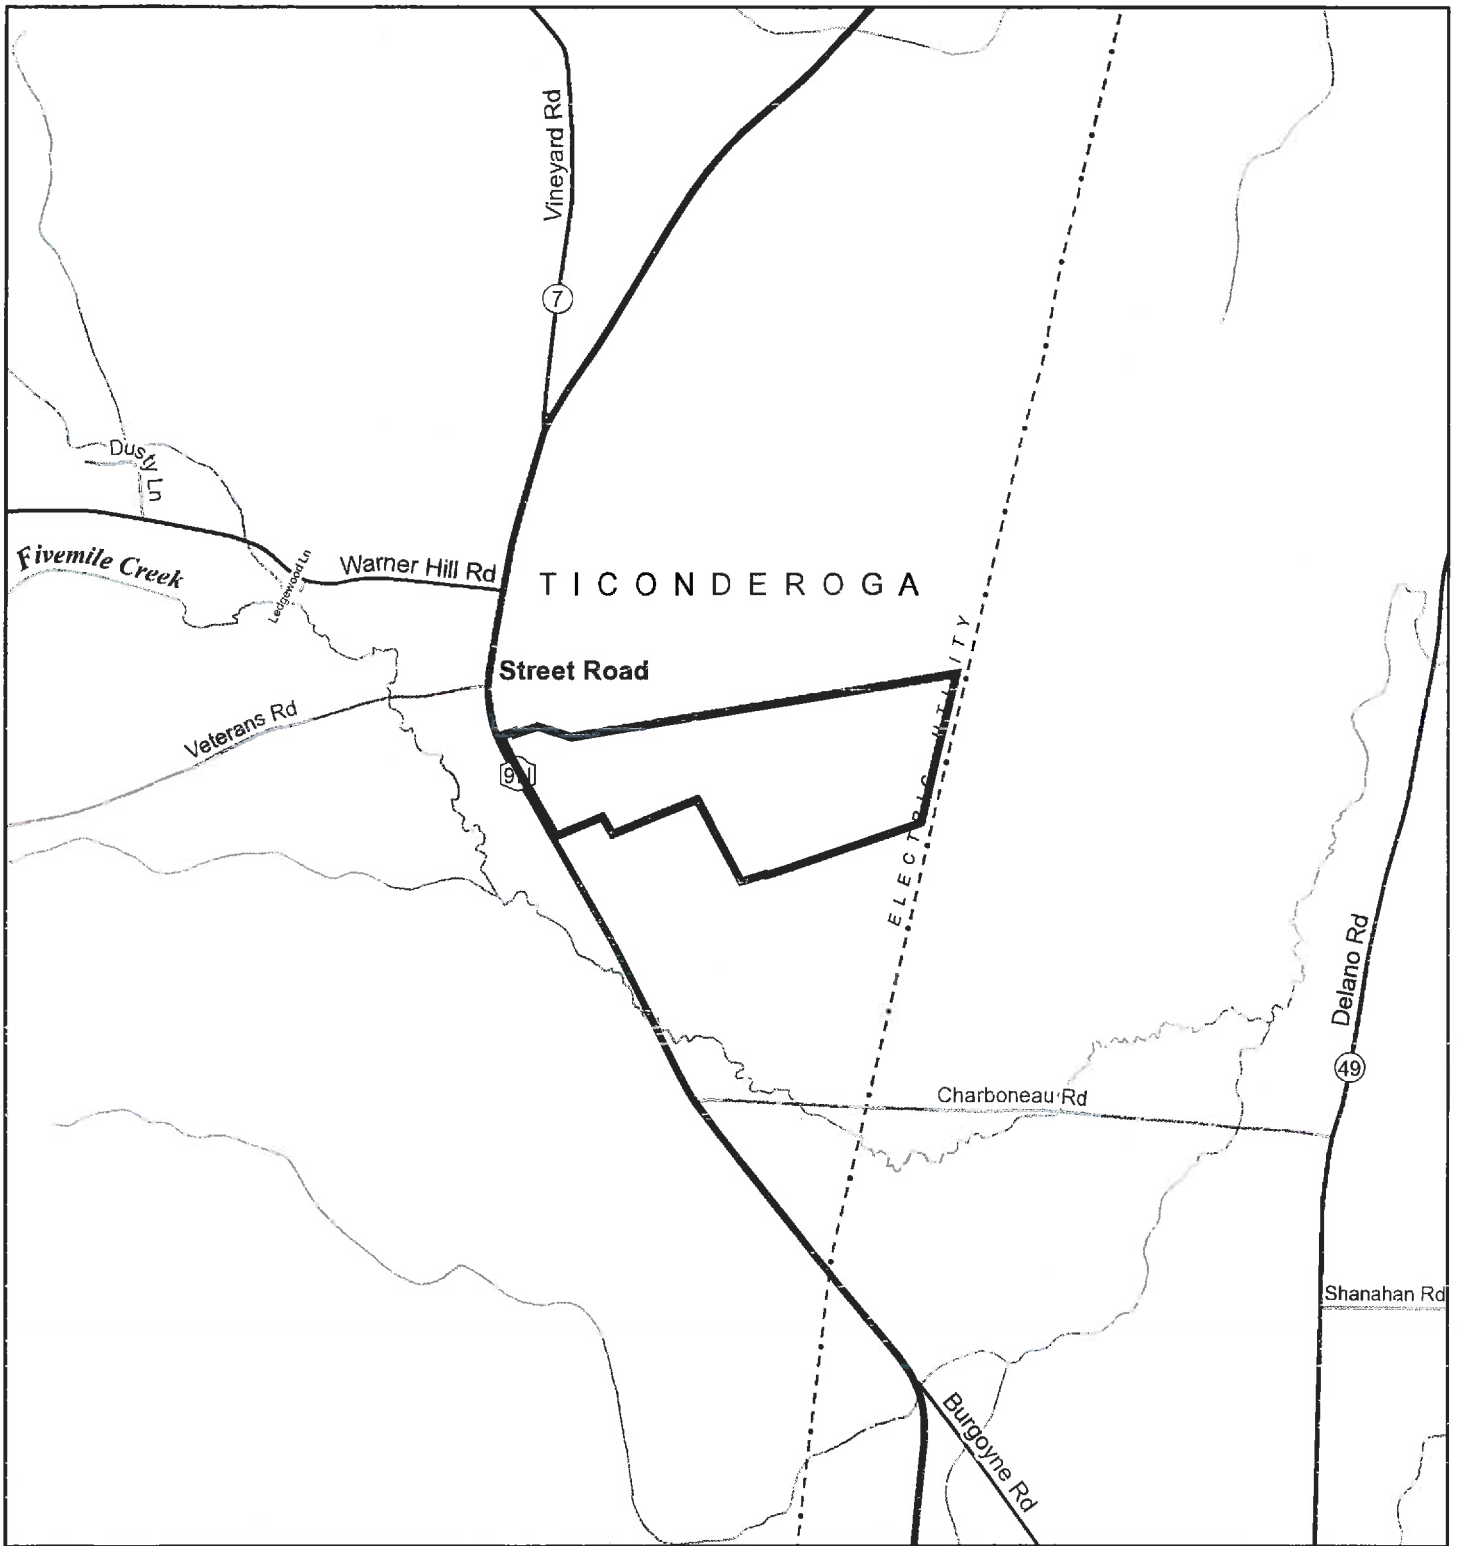 Vineyard Rd
7
Dusty Ln
Fivemile Creek
Ledgewood Ln
Warner Hill Rd
TICONDEROGA
Street Road
Veterans Rd
9N
ELECTRIC UTILITY
Delano Rd
49
Charboneau Rd
Shanahan Rd
Burgoyne Rd